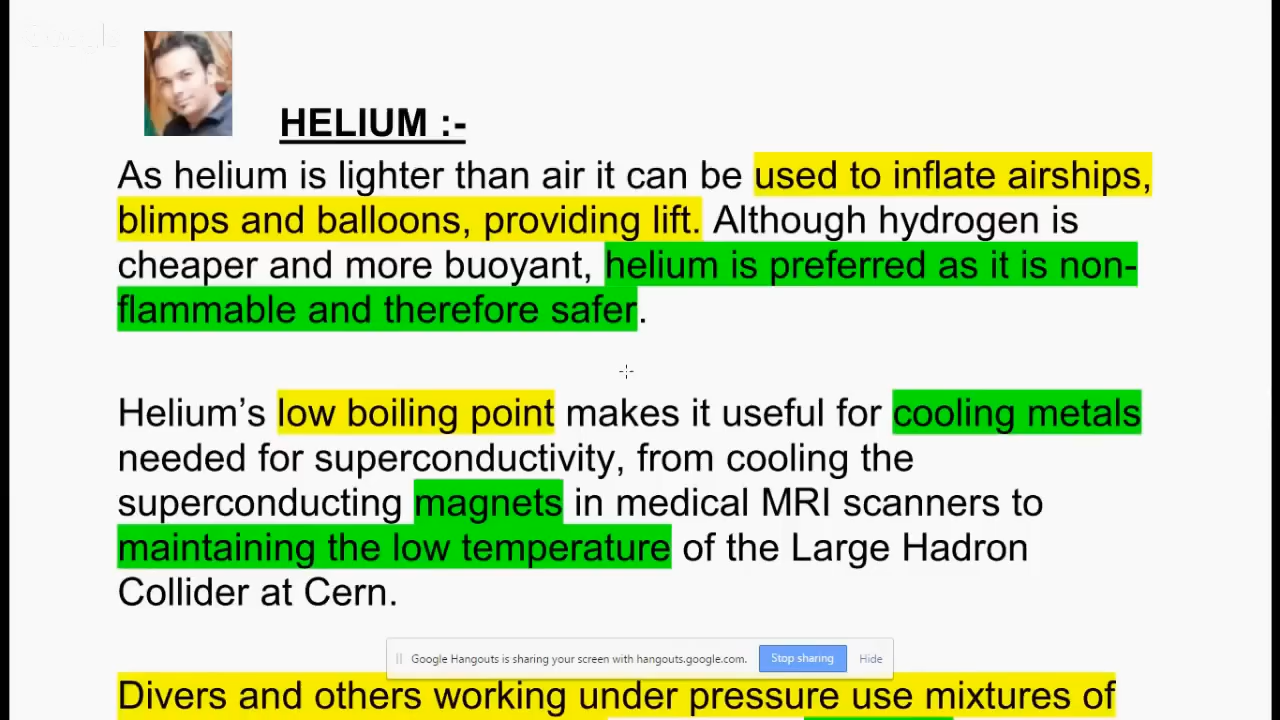 Google
HELIUM :-
As helium is lighter than air it can be used to inflate airships,
blimps and balloons, providing lift. Although hydrogen is
cheaper and more buoyant, helium is preferred as it is non-
flammable and therefore safer.
Helium’s low boiling point makes it useful for cooling metals
needed for superconductivity, from cooling the
superconducting magnets in medical MRI scanners to
maintaining the low temperature of the Large Hadron
Collider at Cern.
Google Hangouts is sharing your screen with hangouts.google.com. Stop sharing Hide
Divers and others working under pressure use mixtures of